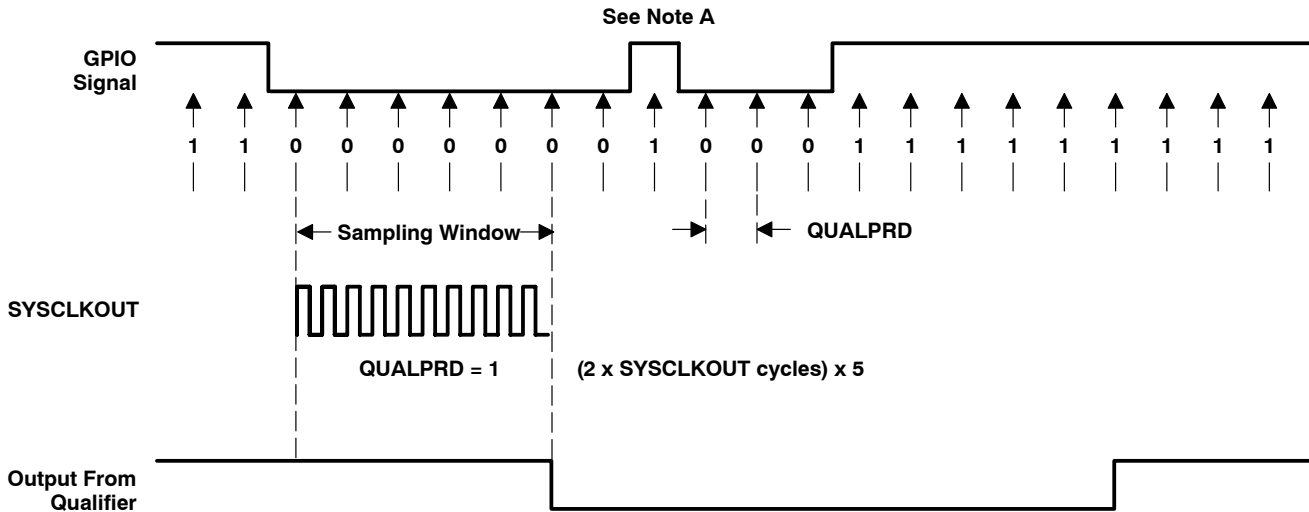 See Note A
GPIO
Signal
1 1 0 0 0 0 0 0 0 1 0 0 0 1 1 1 1 1 1 1 1 1
Sampling Window
QUALPRD
SYSCLKOUT
QUALPRD = 1
(2 x SYSCLKOUT cycles) x 5
Output From
Qualifier